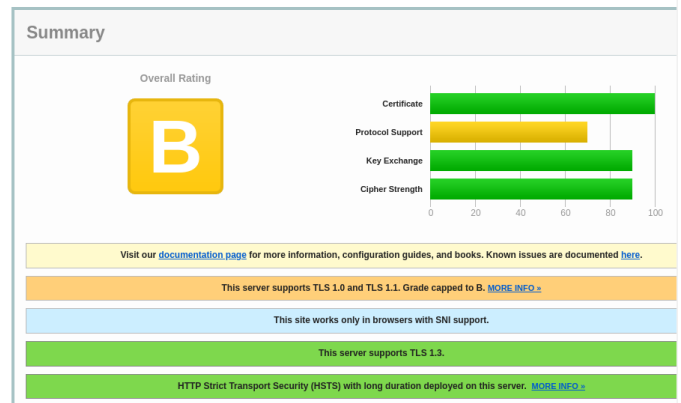 Summary
Overall Rating
B
Certificate
Protocol Support
Key Exchange
Cipher Strength
0 20 40 60 80 100
Visit our documentation page for more information, configuration guides, and books. Known issues are documented here.
This server supports TLS 1.0 and TLS 1.1. Grade capped to B. MORE INFO »
This site works only in browsers with SNI support.
This server supports TLS 1.3.
HTTP Strict Transport Security (HSTS) with long duration deployed on this server. MORE INFO »